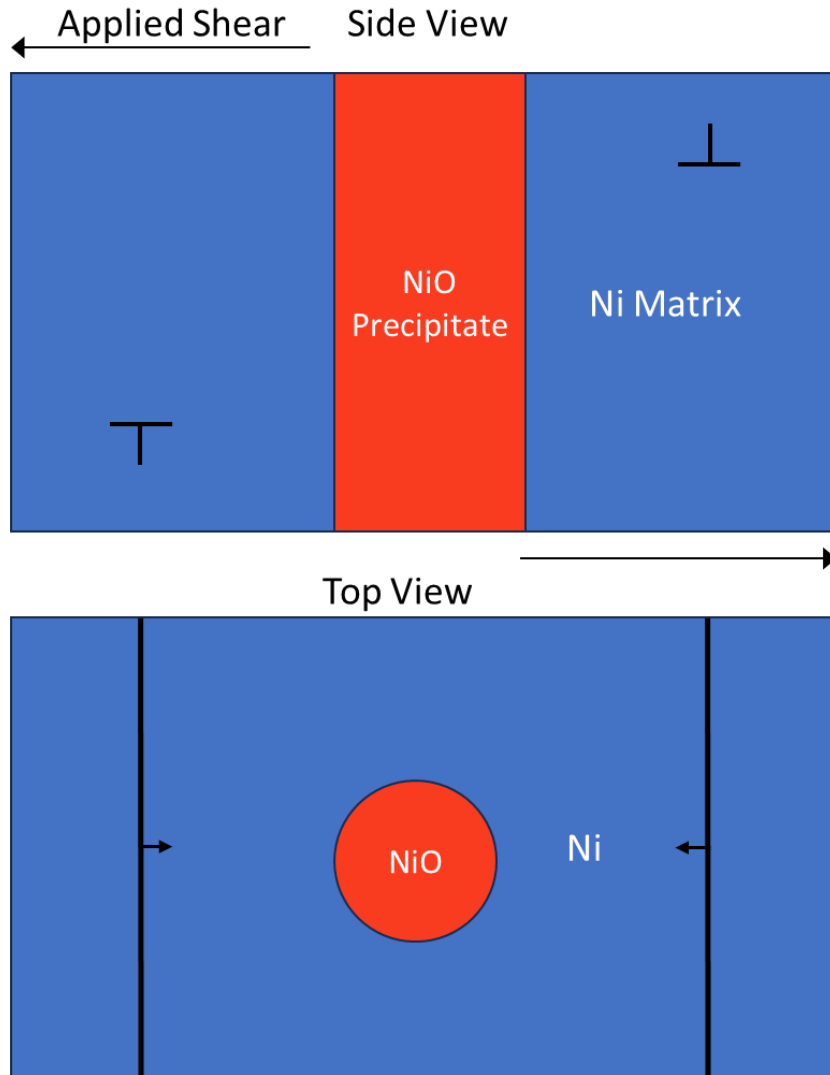 Applied Shear
Side View
NiO
Precipitate
Ni Matrix
Top View
NiO
Ni